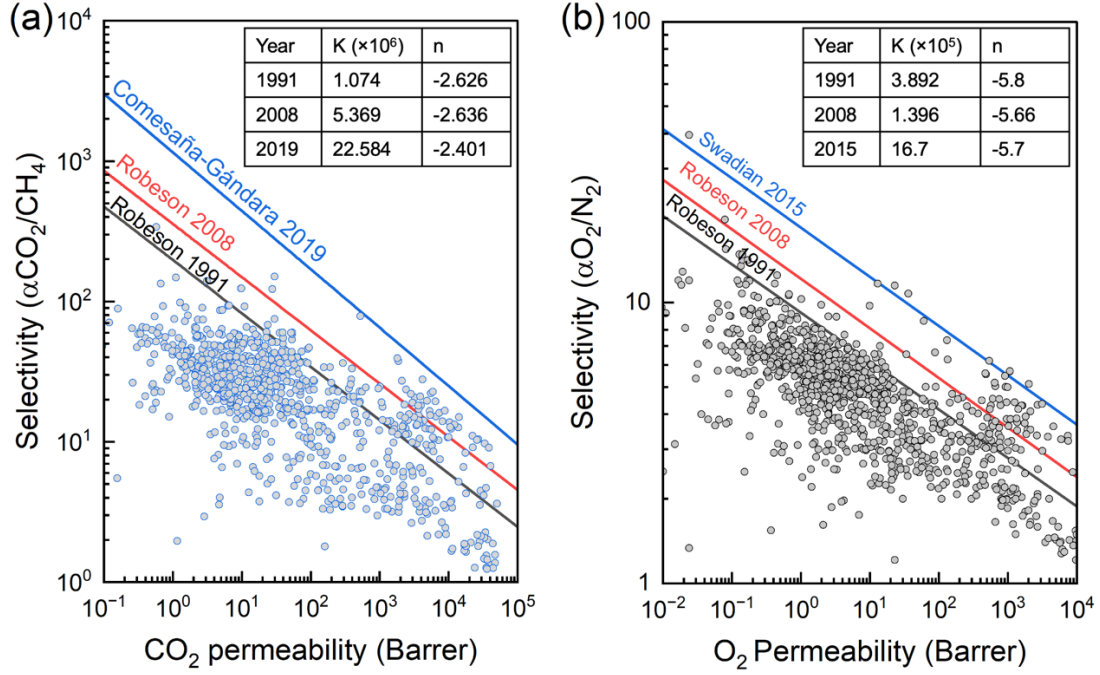 (a)
10⁴
10³
10²
10¹
10⁰
Selectivity (αCO₂/CH₄)
Year K (×10⁶) n
1991 1.074 -2.626
2008 5.369 -2.636
2019 22.584 -2.401
Comesaña-Gándara 2019
Robeson 2008
Robeson 1991
10⁻¹ 10⁰ 10¹ 10² 10³ 10⁴ 10⁵
CO₂ permeability (Barrer)
(b)
100
10
1
Selectivity (αO₂/N₂)
Year K (×10⁵) n
1991 3.892 -5.8
2008 1.396 -5.66
2015 16.7 -5.7
Swadian 2015
Robeson 2008
Robeson 1991
10⁻² 10⁻¹ 10⁰ 10¹ 10² 10³ 10⁴
O₂ Permeability (Barrer)